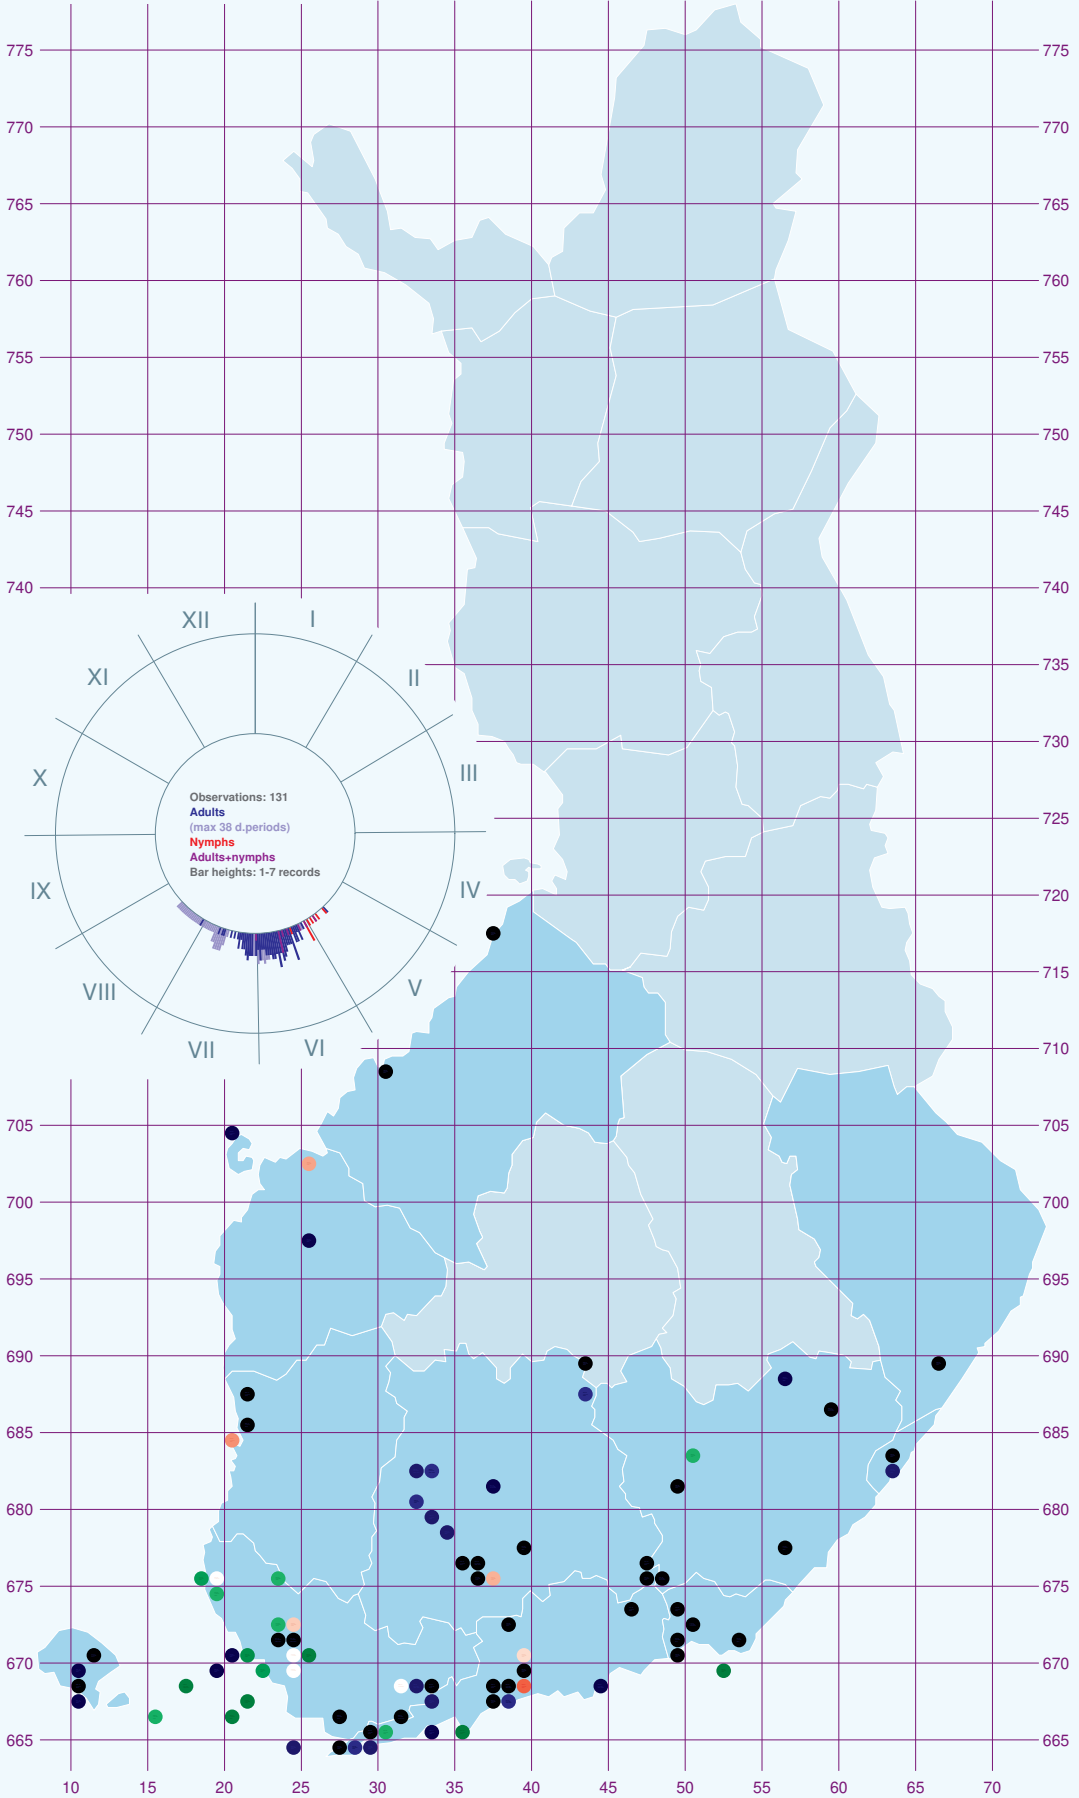 775 775
770 770
765 765
760 760
755 755
750 750
745 745
740 740
XII I
XI II
735
730
X III
725
Observations: 131
Adults
(max 38 d.periods)
Nymphs
Adults+nymphs
Bar heights: 1-7 records
IX IV
720
VIII V
715
VII VI
710
705 705
700 700
695 695
690 690
685 685
680 680
675 675
670 670
665 665
10 15 20 25 30 35 40 45 50 55 60 65 70